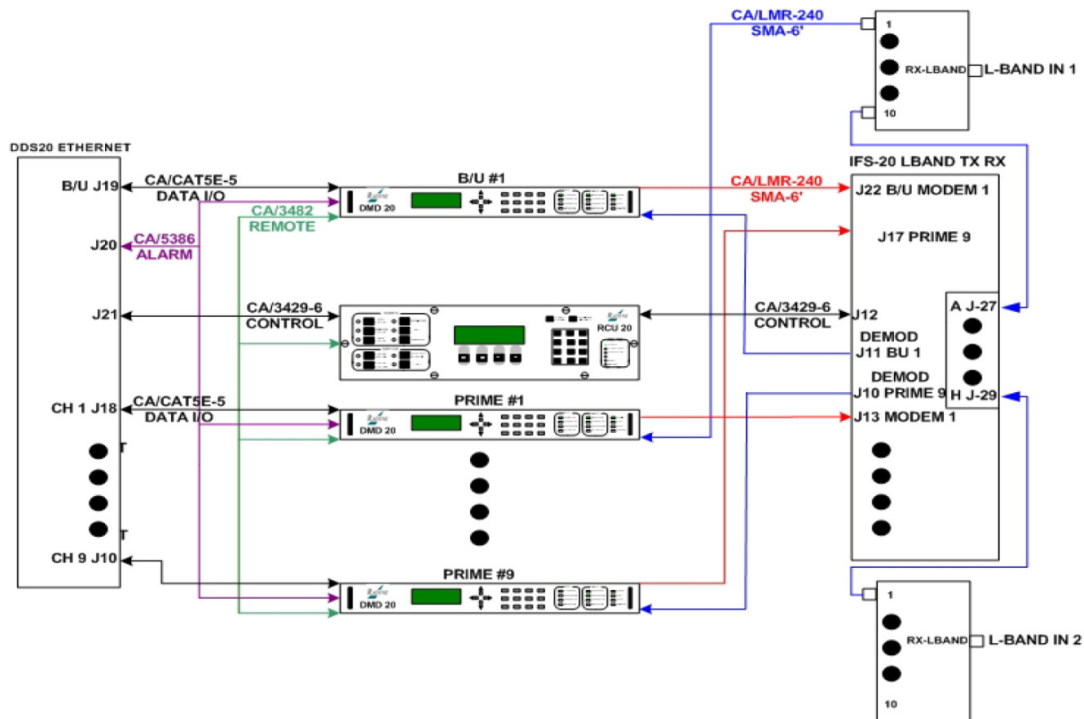 CA/LMR-240
SMA-6'
1
RX-LBAND
L-BAND IN 1
10
DDS20 ETHERNET
IFS-20 LBAND TX RX
B/U J19
CA/CAT5E-5
DATA I/O
B/U #1
DMD 20
CA/LMR-240
SMA-6'
J22 B/U MODEM 1
CA/3482
REMOTE
J20
CA/5386
ALARM
J17 PRIME 9
J21
CA/3429-6
CONTROL
RCU 20
CA/3429-6
CONTROL
J12
A J-27
DEMOD
J11 BU 1
DEMOD
J10 PRIME 9
H J-29
CH 1 J18
CA/CAT5E-5
DATA I/O
PRIME #1
DMD 20
J13 MODEM 1
T
T
CH 9 J10
PRIME #9
DMD 20
1
RX-LBAND
L-BAND IN 2
10